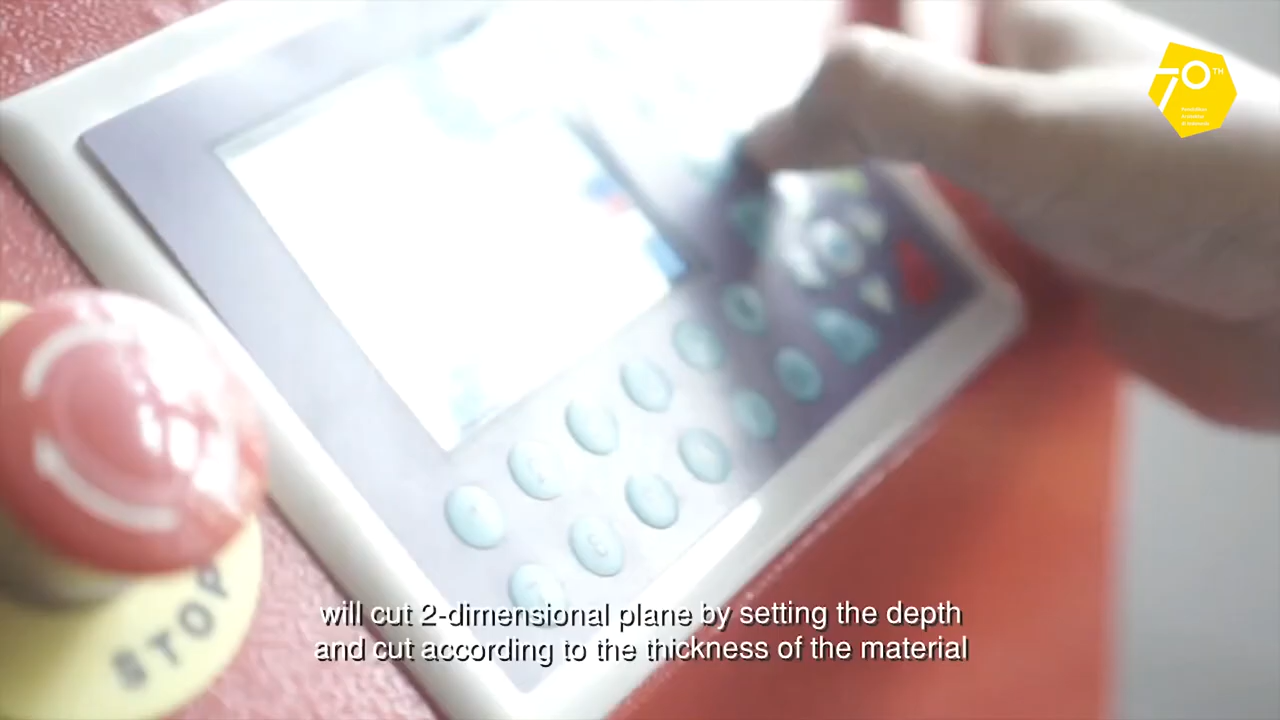 70TH
STOP
will cut 2-dimensional plane by setting the depth
and cut according to the thickness of the material